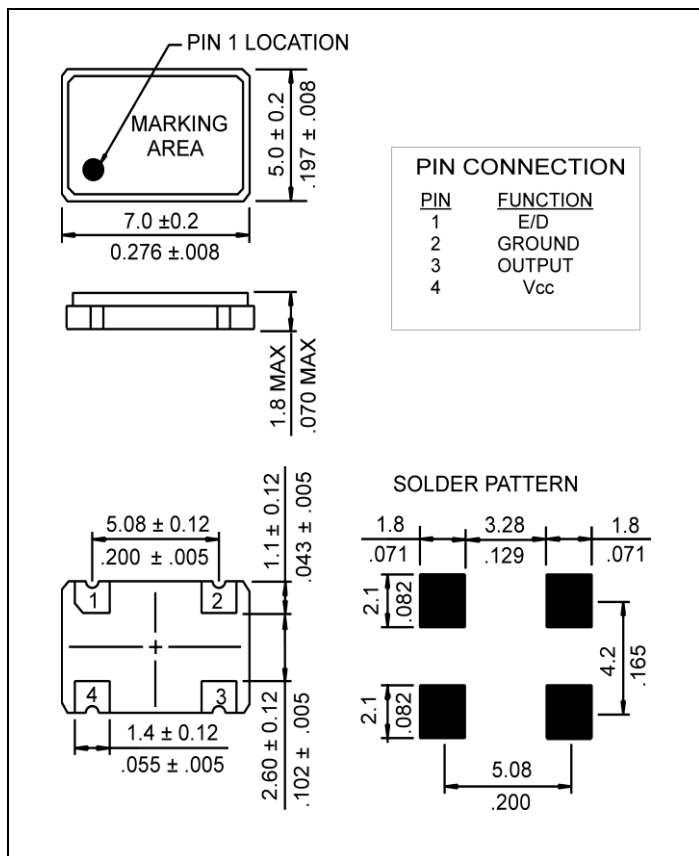 PIN 1 LOCATION
MARKING
AREA
5.0 ± 0.2
.197 ± .008
7.0 ±0.2
0.276 ±.008
PIN CONNECTION
PIN FUNCTION
1 E/D
2 GROUND
3 OUTPUT
4 Vcc
1.8 MAX
.070 MAX
5.08 ± 0.12
.200 ± .005
1.1 ± 0.12
.043 ± .005
1 2
4 3
1.4 ± 0.12
.055 ± .005
2.60 ± 0.12
.102 ± .005
SOLDER PATTERN
1.8 3.28 1.8
.071 .129 .071
2.1
.082
4.2
.165
2.1
.082
5.08
.200